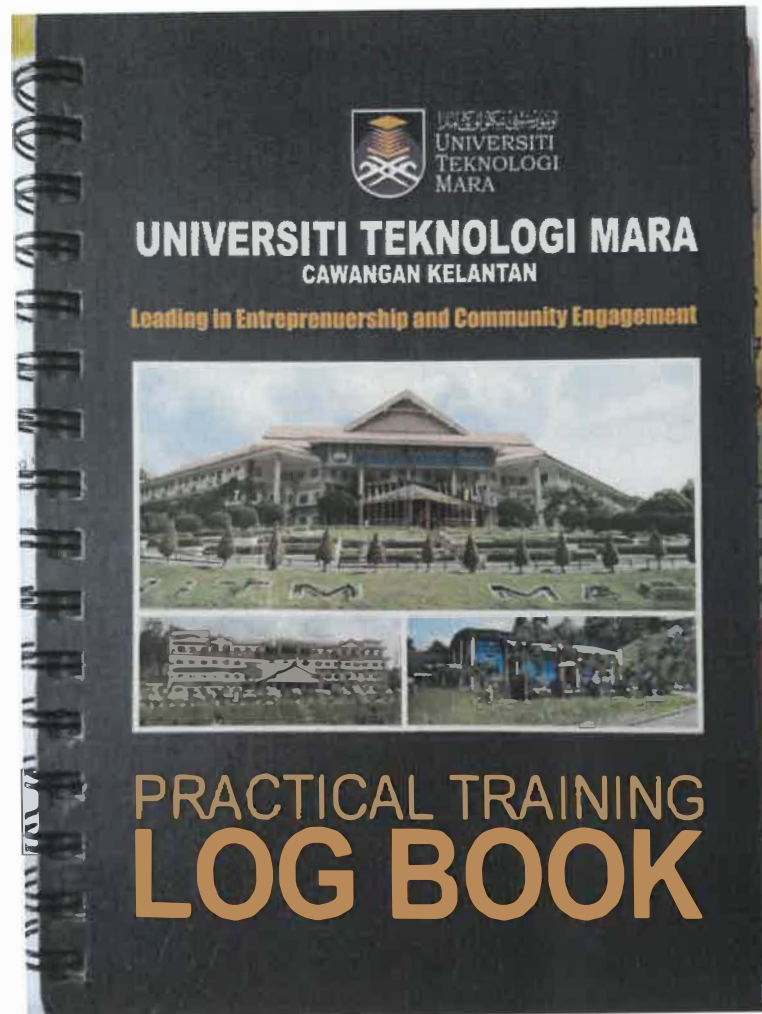 UNIVERSITI
TEKNOLOGI
MARA
UNIVERSITI TEKNOLOGI MARA
CAWANGAN KELANTAN
Leading in Entreprenuership and Community Engagement
PRACTICAL TRAINING
LOG BOOK